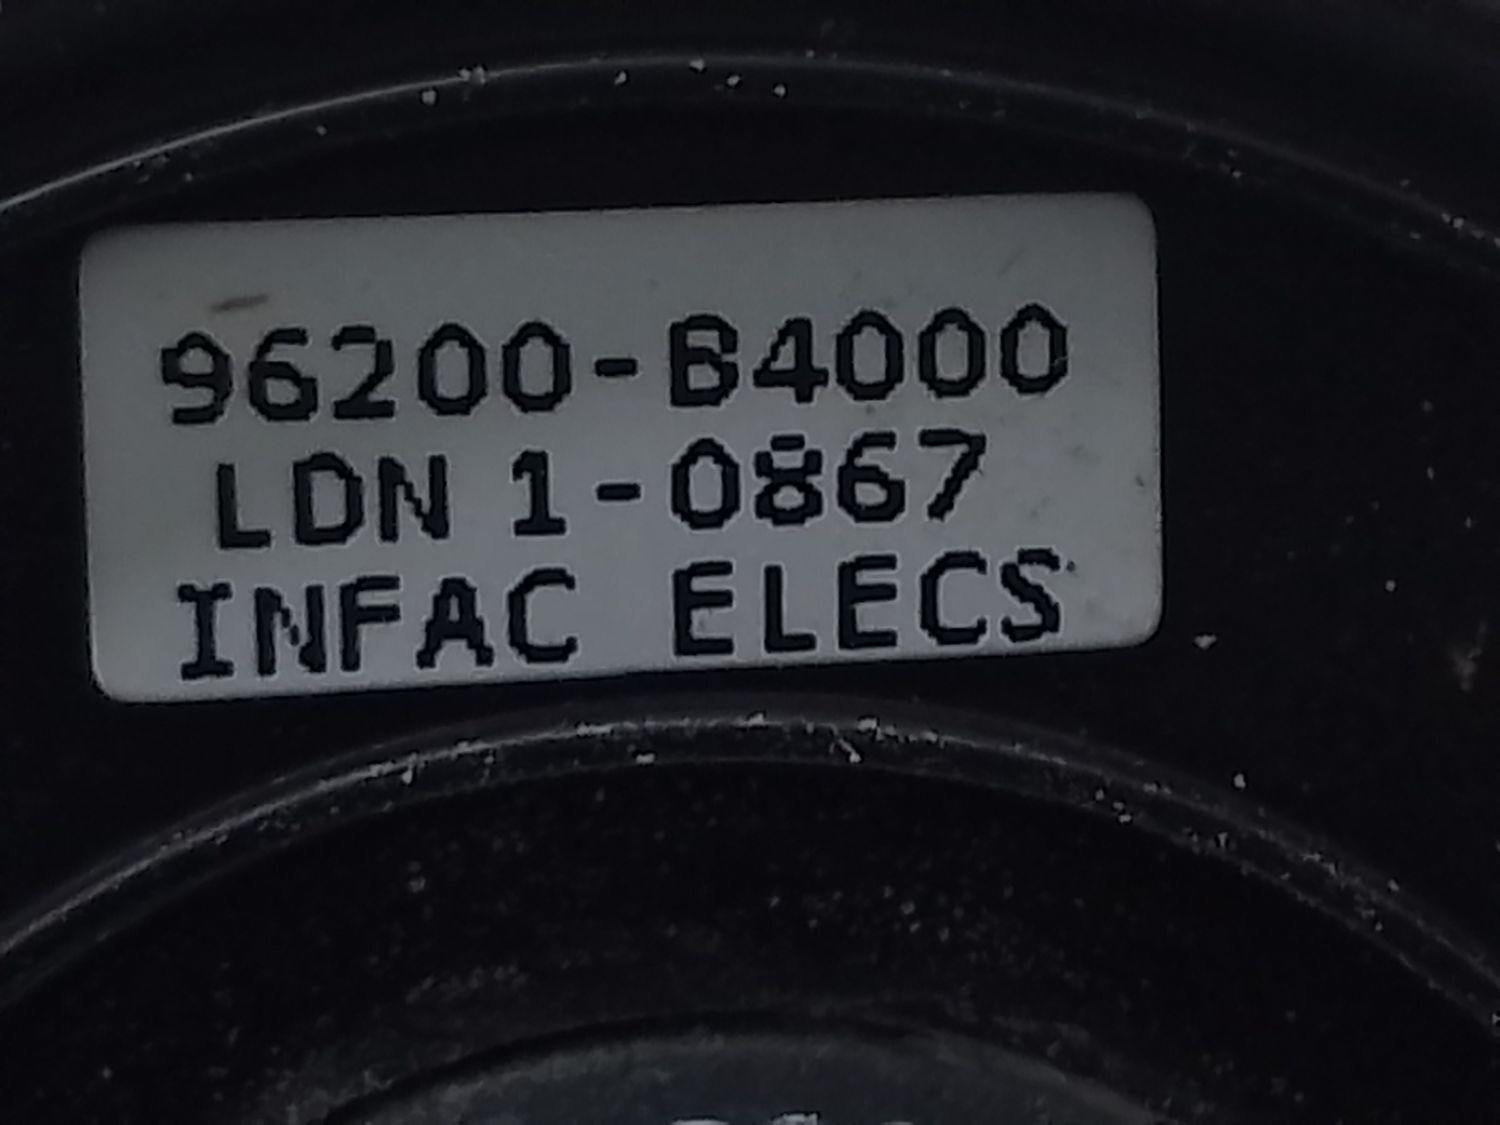 96200-B4000
LDN 1-0867
INFAC ELECS